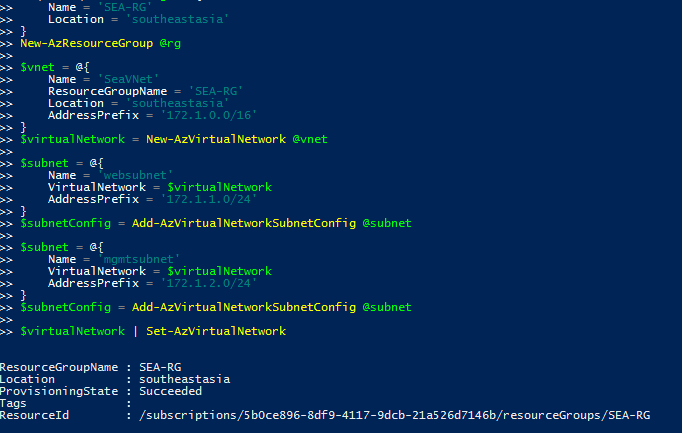 >>     Name = 'SEA-RG'
>>     Location = 'southeastasia'
>> }
>> New-AzResourceGroup @rg
>>
>> $vnet = @{
>>     Name = 'SeaVNet'
>>     ResourceGroupName = 'SEA-RG'
>>     Location = 'southeastasia'
>>     AddressPrefix = '172.1.0.0/16'
>> }
>> $virtualNetwork = New-AzVirtualNetwork @vnet
>>
>> $subnet = @{
>>     Name = 'websubnet'
>>     VirtualNetwork = $virtualNetwork
>>     AddressPrefix = '172.1.1.0/24'
>> }
>> $subnetConfig = Add-AzVirtualNetworkSubnetConfig @subnet
>>
>> $subnet = @{
>>     Name = 'mgmtsubnet'
>>     VirtualNetwork = $virtualNetwork
>>     AddressPrefix = '172.1.2.0/24'
>> }
>> $subnetConfig = Add-AzVirtualNetworkSubnetConfig @subnet
>>
>> $virtualNetwork | Set-AzVirtualNetwork
ResourceGroupName : SEA-RG
Location          : southeastasia
ProvisioningState : Succeeded
Tags              :
ResourceId        : /subscriptions/5b0ce896-8df9-4117-9dcb-21a526d7146b/resourceGroups/SEA-RG